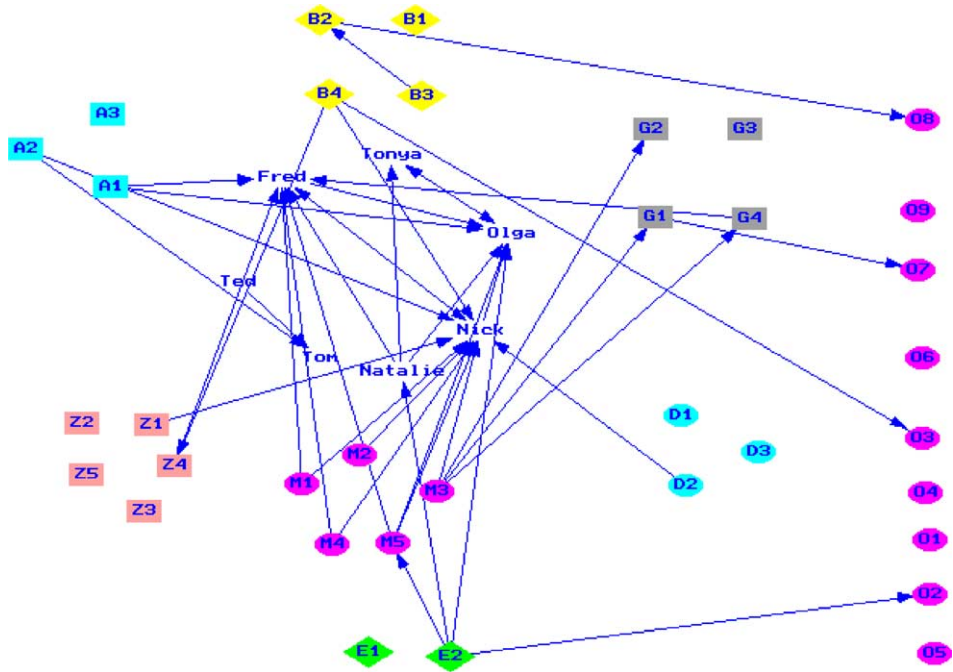 B2
B1
B4
B3
A3
O8
G2
G3
A2
Tonya
Fred
A1
O9
G1
G4
Olga
O7
Ted
Nick
Tom
O6
Natalie
D1
Z2
Z1
O3
D3
M2
Z4
Z5
M1
M3
D2
O4
Z3
O1
M4
M5
O2
E1
E2
O5